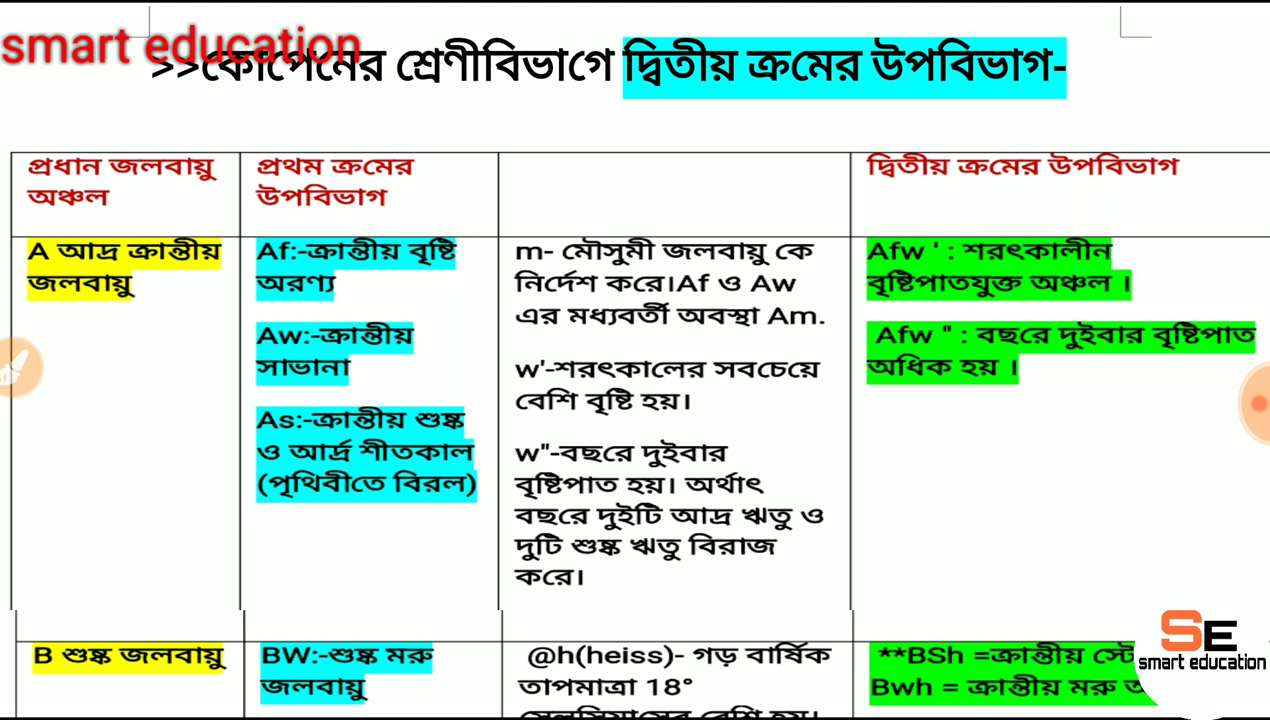 smart education
>>কোপেনের শ্রেণীবিভাগে দ্বিতীয় ক্রমের উপবিভাগ-
প্রধান জলবায়ু
অঞ্চল
প্রথম ক্রমের
উপবিভাগ
দ্বিতীয় ক্রমের উপবিভাগ
A আদ্র ক্রান্তীয়
জলবায়ু
Af:-ক্রান্তীয় বৃষ্টি
অরণ্য
Aw:-ক্রান্তীয়
সাভানা
As:-ক্রান্তীয় শুষ্ক
ও আর্দ্র শীতকাল
(পৃথিবীতে বিরল)
m- মৌসুমী জলবায়ু কে
নির্দেশ করে।Af ও Aw
এর মধ্যবর্তী অবস্থা Am.
w'-শরৎকালের সবচেয়ে
বেশি বৃষ্টি হয়।
w"-বছরে দুইবার
বৃষ্টিপাত হয়। অর্থাৎ
বছরে দুইটি আদ্র ঋতু ও
দুটি শুষ্ক ঋতু বিরাজ
করে।
Afw ' : শরৎকালীন
বৃষ্টিপাতযুক্ত অঞ্চল ।
Afw " : বছরে দুইবার বৃষ্টিপাত
অধিক হয় ।
B শুষ্ক জলবায়ু
BW:-শুষ্ক মরু
জলবায়ু
@h(heiss)- গড় বার্ষিক
তাপমাত্রা 18°
সেলসিয়াসের বেশি হয়।
**BSh =ক্রান্তীয়
Bwh = ক্রান্তীয় মরু
SE
smart education